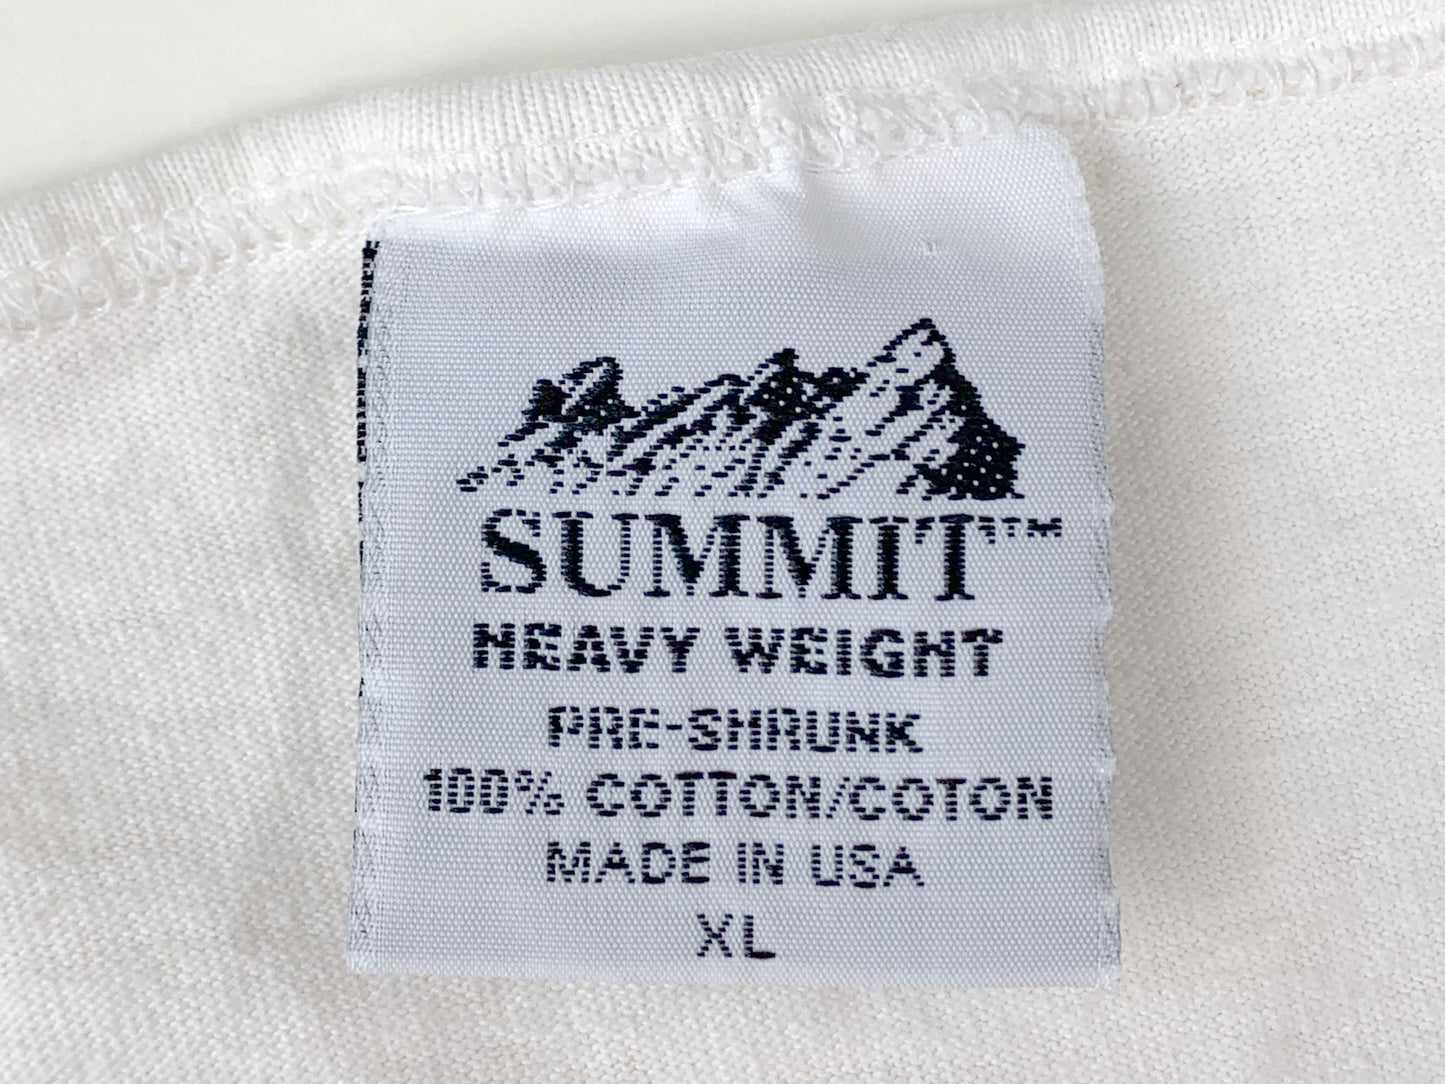 SUMMIT™
HEAVY WEIGHT
PRE-SHRUNK
100% COTTON/COTON
MADE IN USA
XL